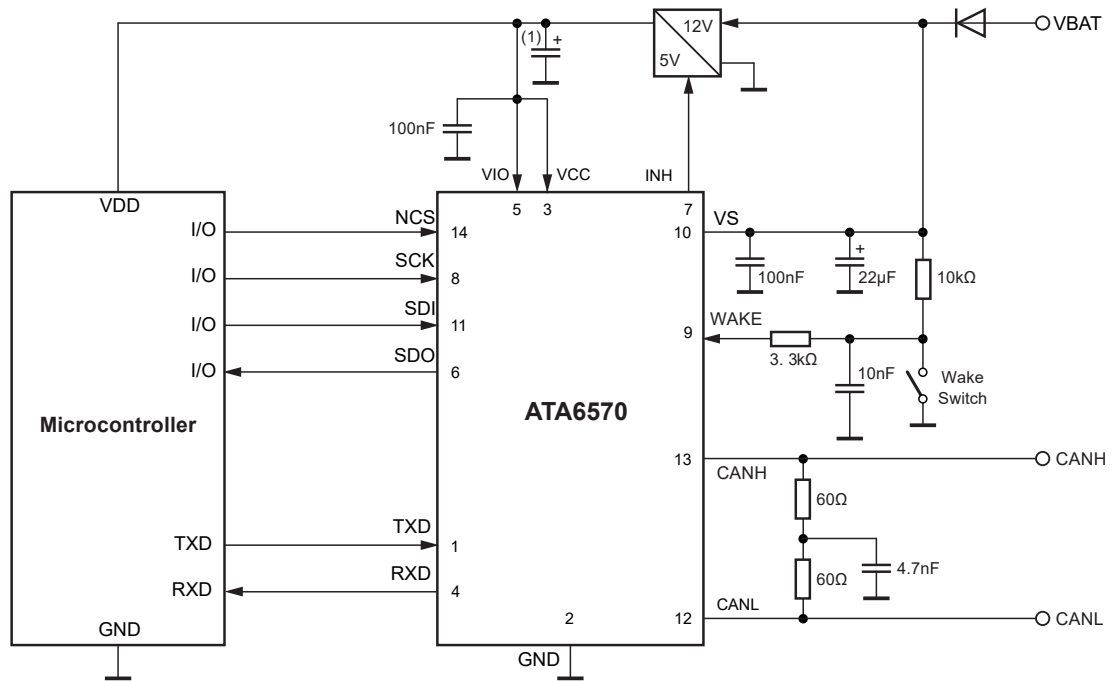 (1)
+
12V
5V
VBAT
100nF
VIO
VCC
INH
VDD
5
3
7
VS
I/O
NCS
14
10
I/O
SCK
8
+
100nF
22µF
10kΩ
I/O
SDI
11
9
WAKE
I/O
SDO
6
3. 3kΩ
10nF
Wake
Switch
ATA6570
Microcontroller
13
CANH
CANH
60Ω
TXD
TXD
1
60Ω
4.7nF
RXD
RXD
4
GND
2
12
CANL
CANL
GND